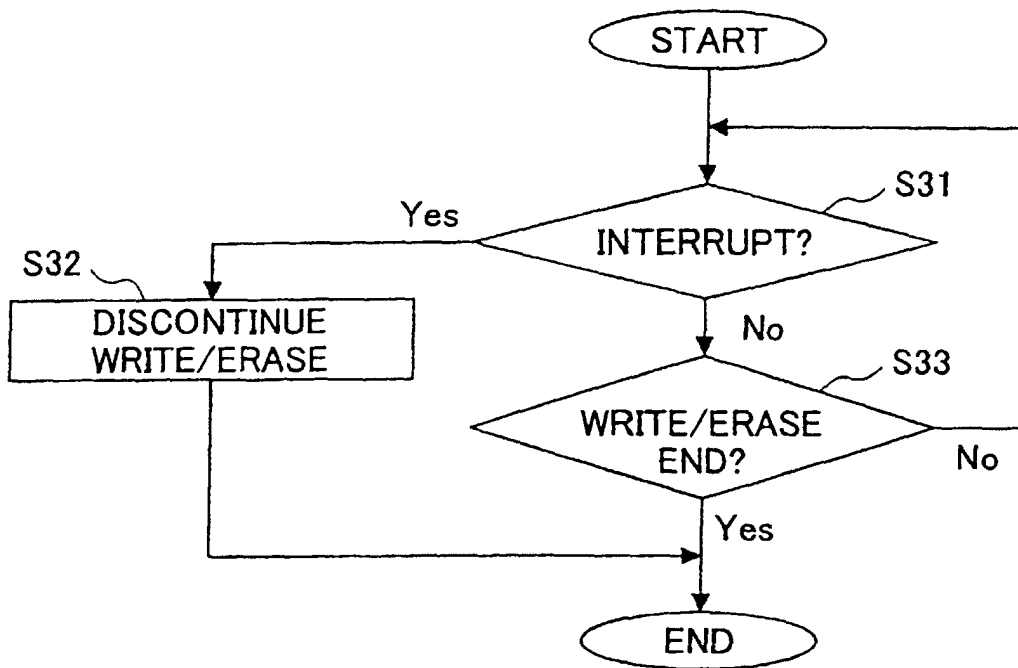 START
S31
Yes
INTERRUPT?
S32
DISCONTINUE
WRITE/ERASE
No
S33
WRITE/ERASE
END?
No
Yes
END